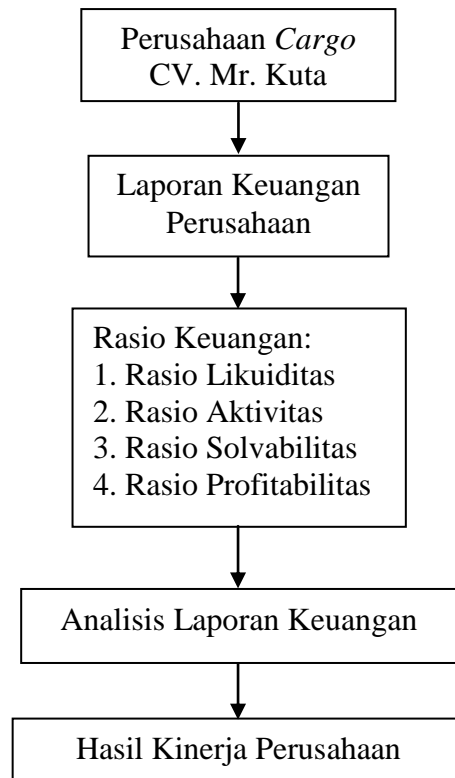 Perusahaan Cargo
CV. Mr. Kuta
Laporan Keuangan
Perusahaan
Rasio Keuangan:
1. Rasio Likuiditas
2. Rasio Aktivitas
3. Rasio Solvabilitas
4. Rasio Profitabilitas
Analisis Laporan Keuangan
Hasil Kinerja Perusahaan